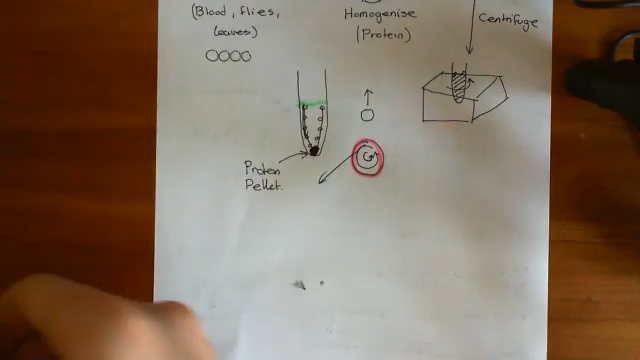 (Blood, flies,
leaves)
Homogenise
(Protein)
Centrifuge
Protein
Pellet.